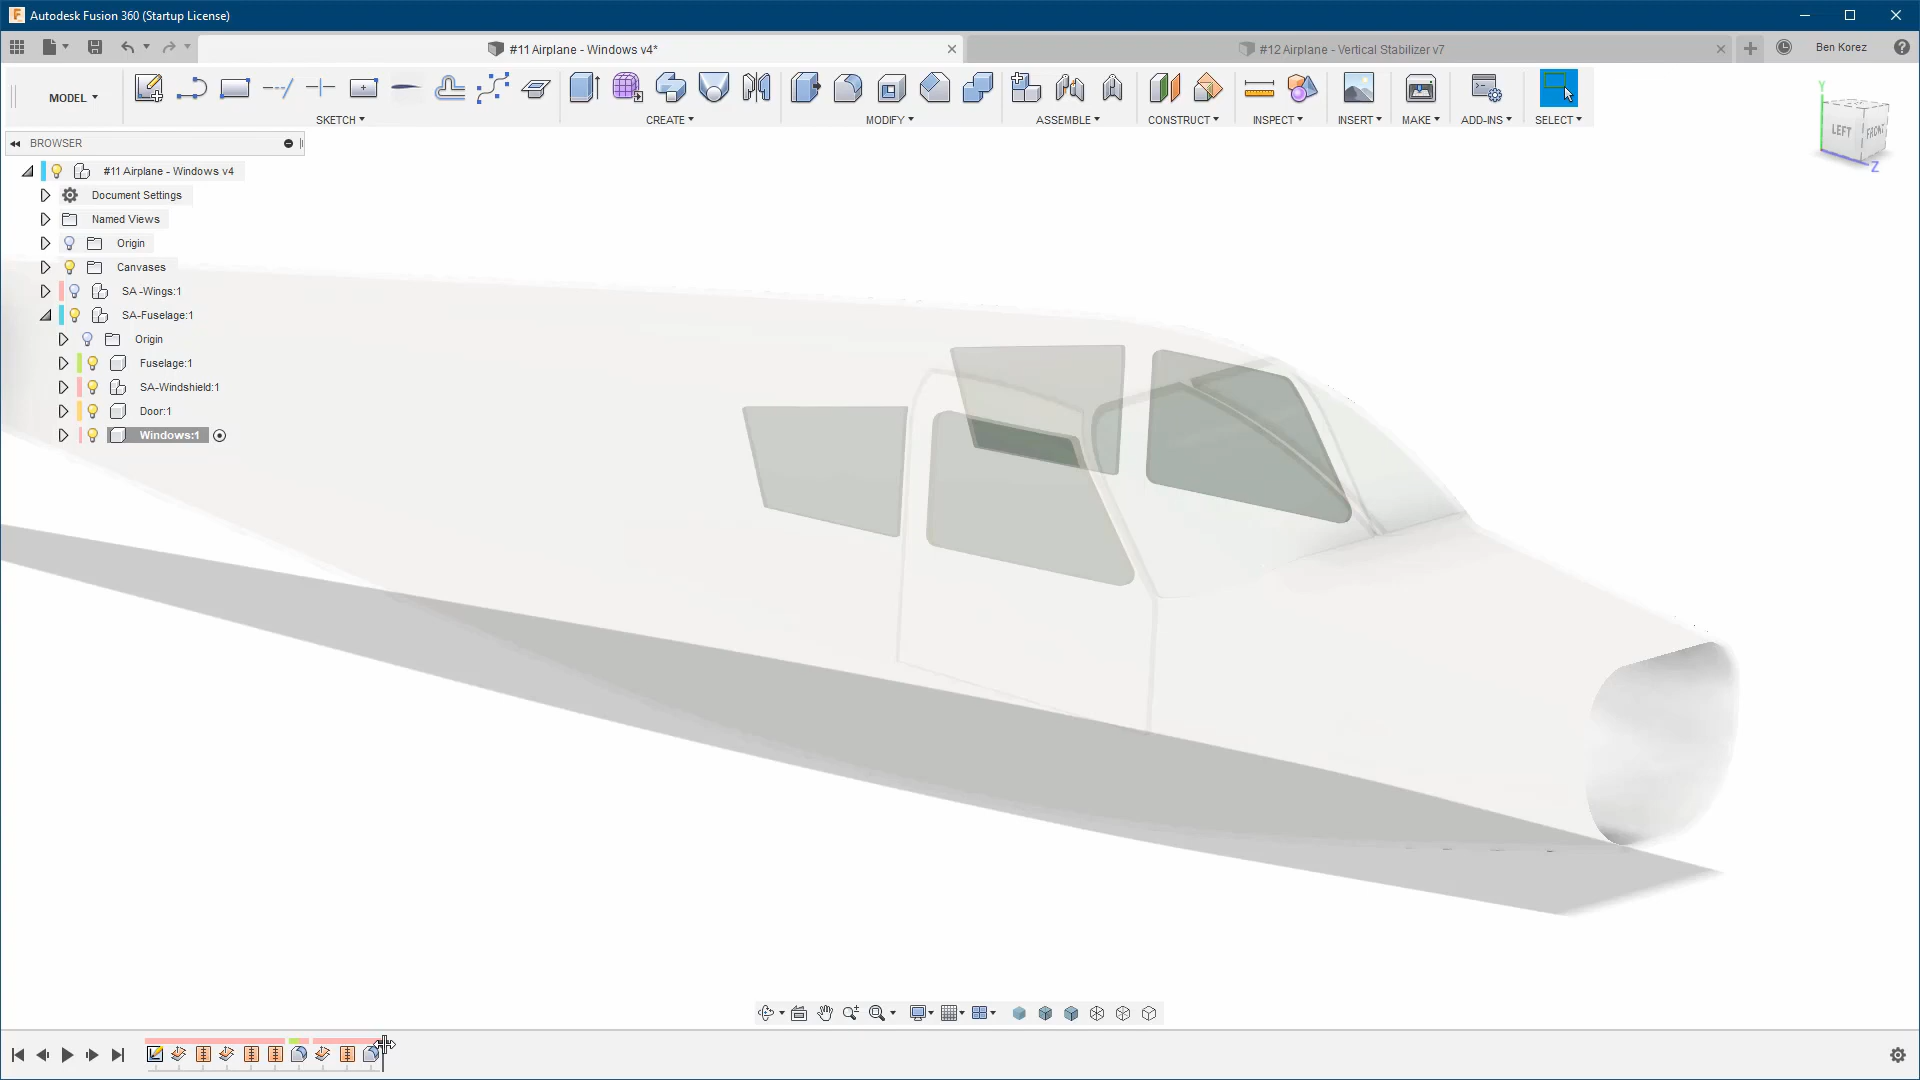 Autodesk Fusion 360 (Startup License)
#11 Airplane - Windows v4*
#12 Airplane - Vertical Stabilizer v7
Ben Korez
MODEL
SKETCH
CREATE
MODIFY
ASSEMBLE
CONSTRUCT
INSPECT
INSERT
MAKE
ADD-INS
SELECT
Y
LEFT
FRONT
Z
BROWSER
#11 Airplane - Windows v4
Document Settings
Named Views
Origin
Canvases
SA -Wings:1
SA-Fuselage:1
Origin
Fuselage:1
SA-Windshield:1
Door:1
Windows:1